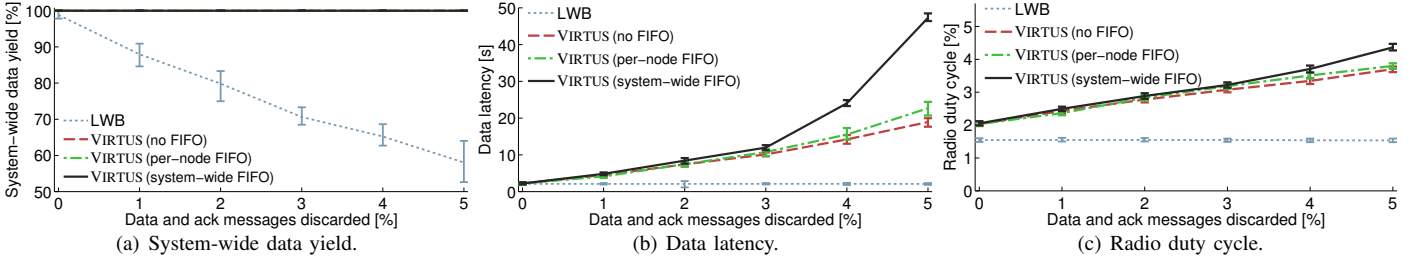 System-wide data yield [%]
100
90
80
70
60
50
LWB
VIRTUS (no FIFO)
VIRTUS (per-node FIFO)
VIRTUS (system-wide FIFO)
0 1 2 3 4 5
Data and ack messages discarded [%]
(a) System-wide data yield.
Data latency [s]
50
40
30
20
10
0
LWB
VIRTUS (no FIFO)
VIRTUS (per-node FIFO)
VIRTUS (system-wide FIFO)
0 1 2 3 4 5
Data and ack messages discarded [%]
(b) Data latency.
Radio duty cycle [%]
5
4
3
2
1
0
LWB
VIRTUS (no FIFO)
VIRTUS (per-node FIFO)
VIRTUS (system-wide FIFO)
0 1 2 3 4 5
Data and ack messages discarded [%]
(c) Radio duty cycle.